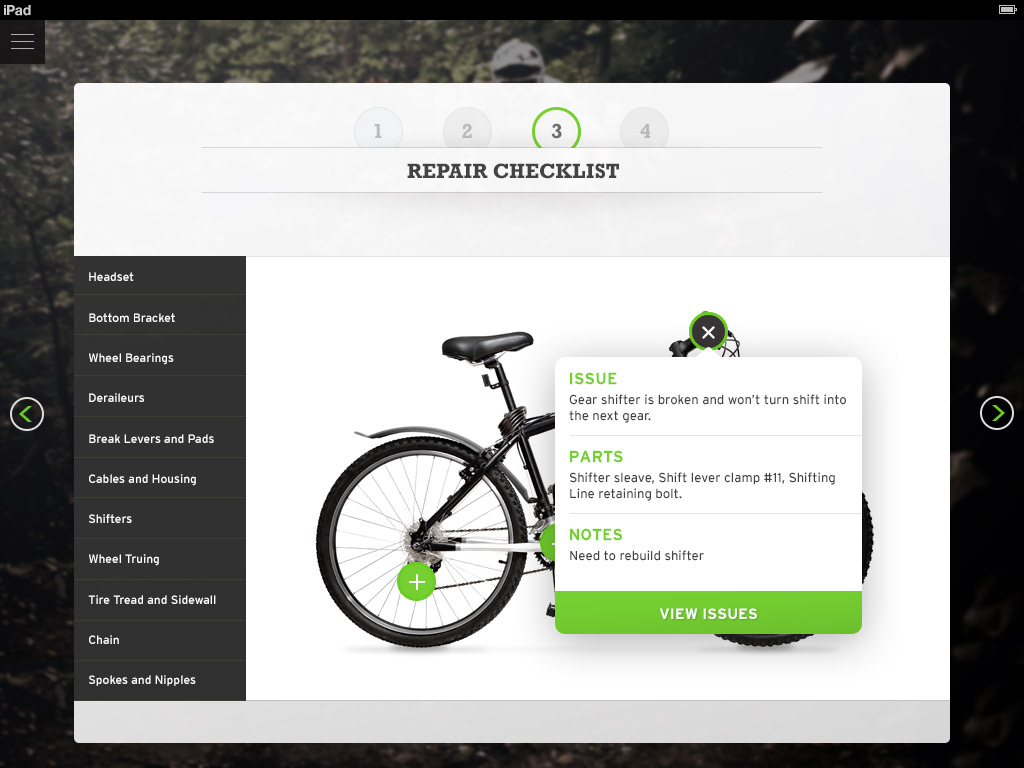 iPad
1 2 3 4
REPAIR CHECKLIST
Headset
Bottom Bracket
Wheel Bearings
Deraileurs
Break Levers and Pads
Cables and Housing
Shifters
Wheel Truing
Tire Tread and Sidewall
Chain
Spokes and Nipples
ISSUE
Gear shifter is broken and won’t turn shift into
the next gear.
PARTS
Shifter sleave, Shift lever clamp #11, Shifting
Line retaining bolt.
NOTES
Need to rebuild shifter
VIEW ISSUES